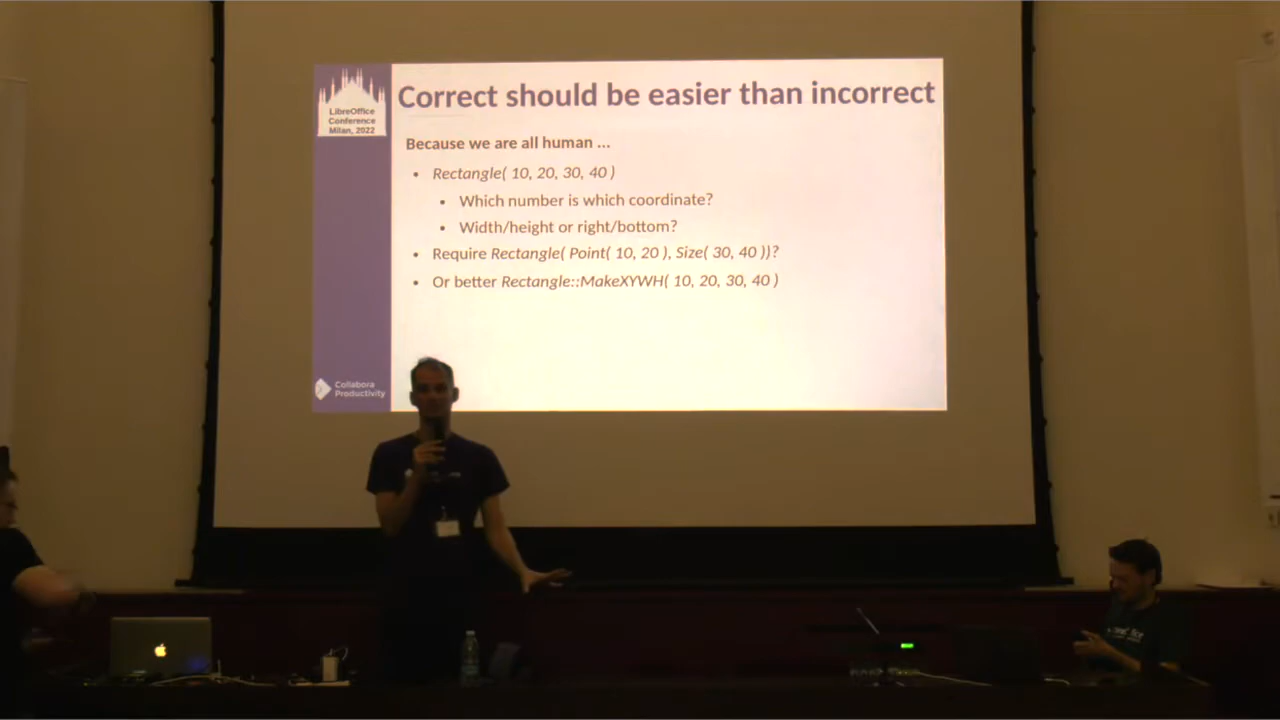 LibreOffice
Conference
Milan, 2022
Correct should be easier than incorrect
Because we are all human ...
• Rectangle( 10, 20, 30, 40 )
• Which number is which coordinate?
• Width/height or right/bottom?
• Require Rectangle( Point( 10, 20 ), Size( 30, 40 ))?
• Or better Rectangle::MakeXYWH( 10, 20, 30, 40 )
Collabora
Productivity